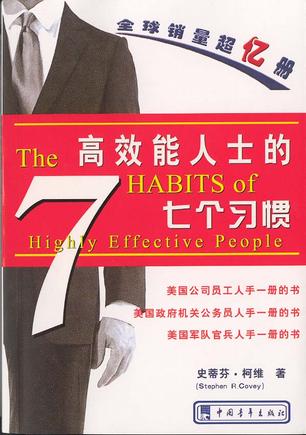 全球销量超亿册
The 高效能人士的
7 HABITS of
七个习惯
Highly Effective People
美国公司员工人手一册的书
美国政府机关公务员人手一册的书
美国军队官兵人手一册的书
史蒂芬·柯维 著
(Stephen R.Covey)
中国青年出版社